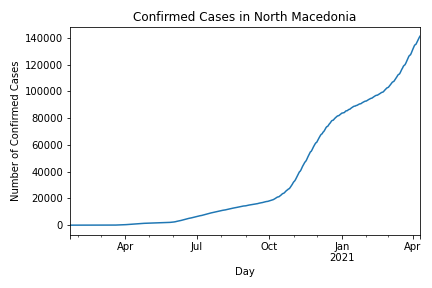 Confirmed Cases in North Macedonia
Number of Confirmed Cases
140000
120000
100000
80000
60000
40000
20000
0
Apr
Jul
Oct
Jan
2021
Apr
Day